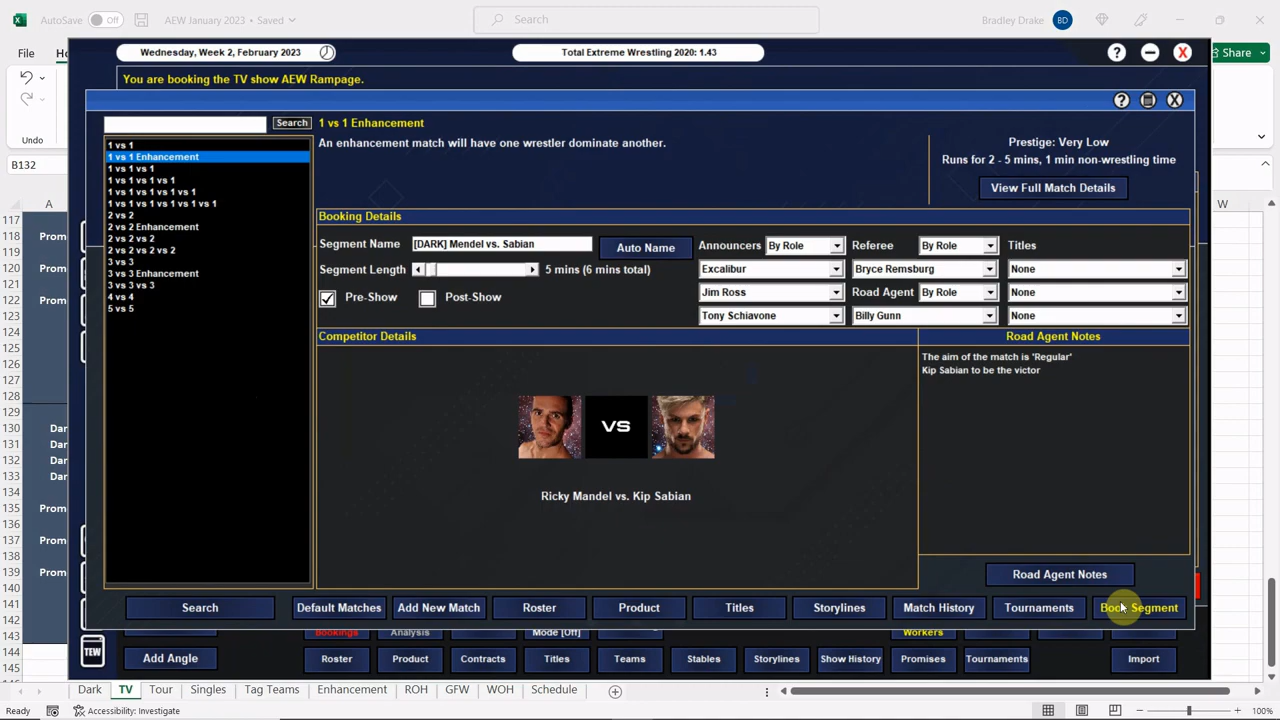 AutoSave Off AEW January 2023 • Saved Search Bradley Drake BD
File Ho Share
Wednesday, Week 2, February 2023 Total Extreme Wrestling 2020: 1.43 ? X
You are booking the TV show AEW Rampage.
Undo
B132
? X
Search 1 vs 1 Enhancement
An enhancement match will have one wrestler dominate another.
Prestige: Very Low
Runs for 2 - 5 mins, 1 min non-wrestling time
View Full Match Details
1 vs 1
1 vs 1 Enhancement
1 vs 1 vs 1
1 vs 1 vs 1 vs 1
1 vs 1 vs 1 vs 1 vs 1
1 vs 1 vs 1 vs 1 vs 1 vs 1
2 vs 2
2 vs 2 Enhancement
2 vs 2 vs 2
2 vs 2 vs 2 vs 2
3 vs 3
3 vs 3 Enhancement
3 vs 3 vs 3
4 vs 4
5 vs 5
Booking Details
Segment Name [DARK] Mendel vs. Sabian Auto Name Announcers By Role Referee By Role Titles
Segment Length 5 mins (6 mins total) Excalibur Bryce Remsburg None
Pre-Show Post-Show Jim Ross Road Agent By Role None
Tony Schiavone Billy Gunn None
Competitor Details Road Agent Notes
The aim of the match is 'Regular'
Kip Sabian to be the victor
VS
Ricky Mandel vs. Kip Sabian
Road Agent Notes
Search Default Matches Add New Match Roster Product Titles Storylines Match History Tournaments Book Segment
Bookings Analysis Mode [Off] Workers
Add Angle Roster Product Contracts Titles Teams Stables Storylines Show History Promises Tournaments Import
TEW
A W
117
118 Prom
119
120 Prom
121
122 Prom
123
124
125
126
127
128
129
130 Dar
131 Dar
132 Dar
133 Dar
134
135 Prom
136
137 Prom
138
139 Prom
140
141
142
143
144
145
Dark TV Tour Singles Tag Teams Enhancement ROH GFW WOH Schedule
Ready Accessibility: Investigate 100%